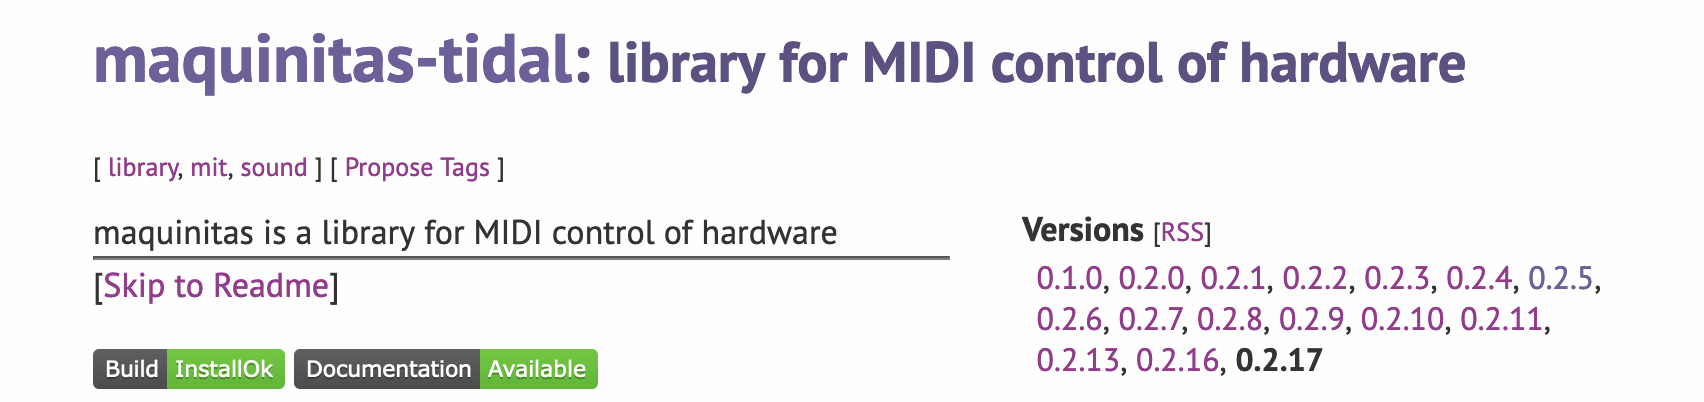 maquinitas-tidal: library for MIDI control of hardware
[ library, mit, sound ] [ Propose Tags ]
maquinitas is a library for MIDI control of hardware
[Skip to Readme]
Build InstallOk Documentation Available
Versions [RSS]
0.1.0, 0.2.0, 0.2.1, 0.2.2, 0.2.3, 0.2.4, 0.2.5,
0.2.6, 0.2.7, 0.2.8, 0.2.9, 0.2.10, 0.2.11,
0.2.13, 0.2.16, 0.2.17